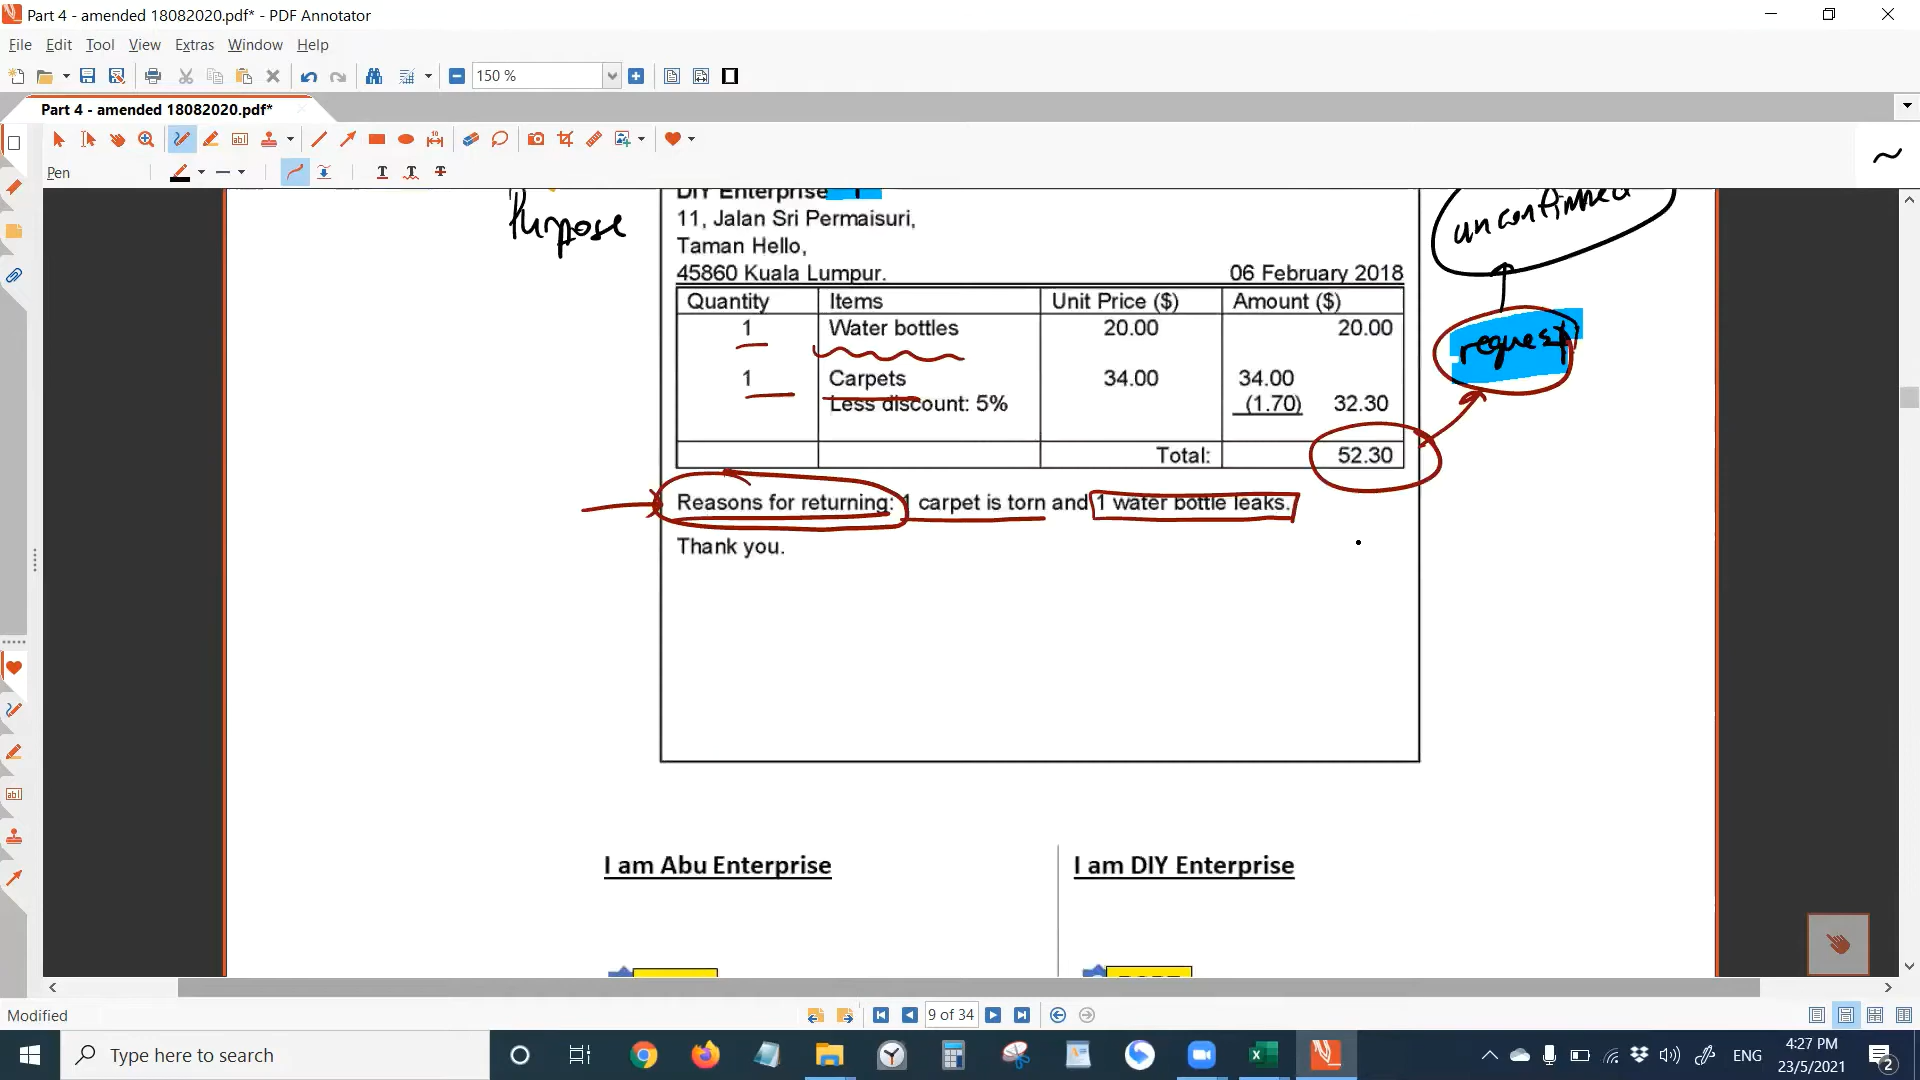 Part 4 - amended 18082020.pdf* - PDF Annotator
File Edit Tool View Extras Window Help
150 %
Part 4 - amended 18082020.pdf*
Pen
DIY Enterprise
11, Jalan Sri Permaisuri,
Taman Hello,
45860 Kuala Lumpur. 06 February 2018
Purpose
unconfirmed
request
Quantity Items Unit Price ($) Amount ($)
1 Water bottles 20.00 20.00
1 Carpets 34.00 34.00
Less discount: 5% (1.70) 32.30
Total: 52.30
Reasons for returning: 1 carpet is torn and 1 water bottle leaks.
Thank you.
I am Abu Enterprise I am DIY Enterprise
Modified
9 of 34
Type here to search
ENG
4:27 PM
23/5/2021
2